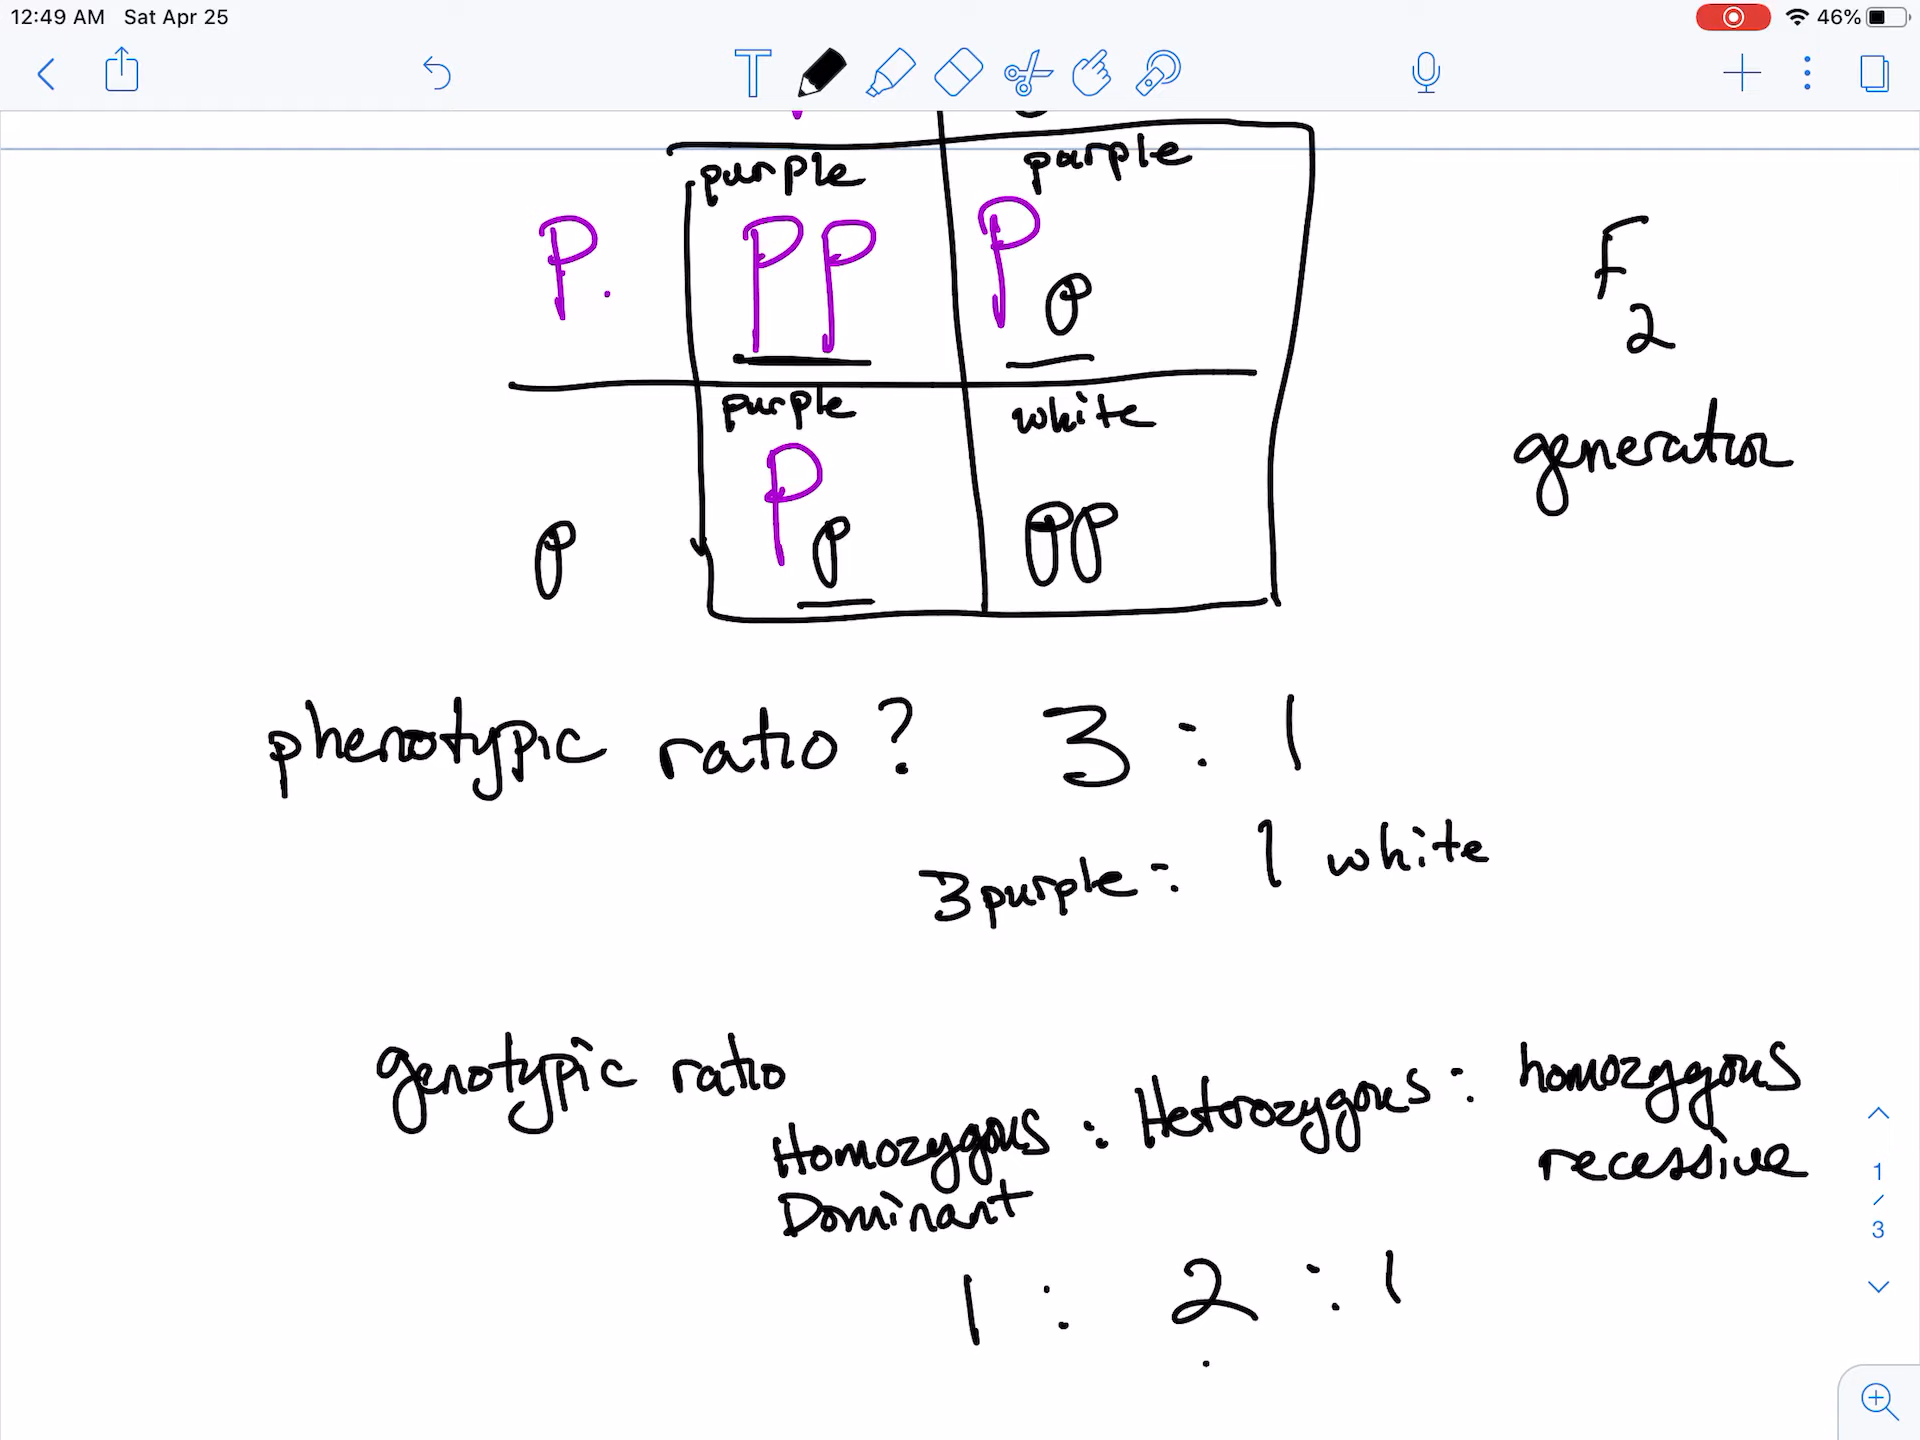 12:49 AM Sat Apr 25
46%
T
purple purple
P. PP Pp
F2
purple white
generation
p Pp pp
phenotypic ratio? 3 : 1
3 purple : 1 white
genotypic ratio
Homozygous Dominant : Heterozygous : homozygous recessive
1 : 2 : 1
1 / 3